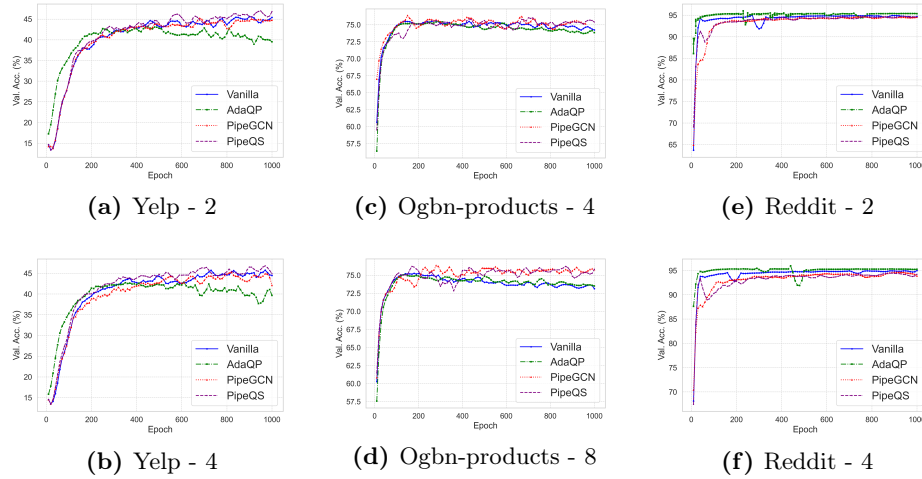 Val. Acc. (%)
45
40
35
30
25
20
15
0
200
400
600
800
1000
Epoch
Vanilla
AdaQP
PipeGCN
PipeQS
(a) Yelp - 2
Val. Acc. (%)
75.0
72.5
70.0
67.5
65.0
62.5
60.0
57.5
0
200
400
600
800
1000
Epoch
Vanilla
AdaQP
PipeGCN
PipeQS
(c) Ogbn-products - 4
Val. Acc. (%)
95
90
85
80
75
70
65
0
200
400
600
800
1000
Epoch
Vanilla
AdaQP
PipeGCN
PipeQS
(e) Reddit - 2
Val. Acc. (%)
45
40
35
30
25
20
15
0
200
400
600
800
1000
Epoch
Vanilla
AdaQP
PipeGCN
PipeQS
(b) Yelp - 4
Val. Acc. (%)
75.0
72.5
70.0
67.5
65.0
62.5
60.0
57.5
0
200
400
600
800
1000
Epoch
Vanilla
AdaQP
PipeGCN
PipeQS
(d) Ogbn-products - 8
Val. Acc. (%)
95
90
85
80
75
70
0
200
400
600
800
1000
Epoch
Vanilla
AdaQP
PipeGCN
PipeQS
(f) Reddit - 4